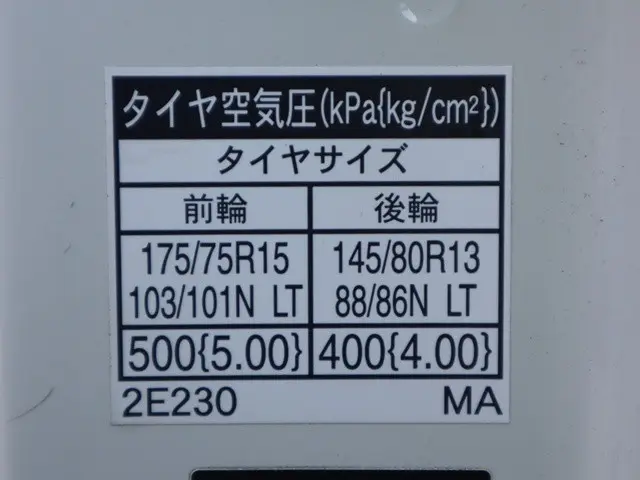 タイヤ空気圧(kPa{kg/cm²})
タイヤサイズ
前輪 後輪
175/75R15 145/80R13
103/101N LT 88/86N LT
500{5.00} 400{4.00}
2E230 MA